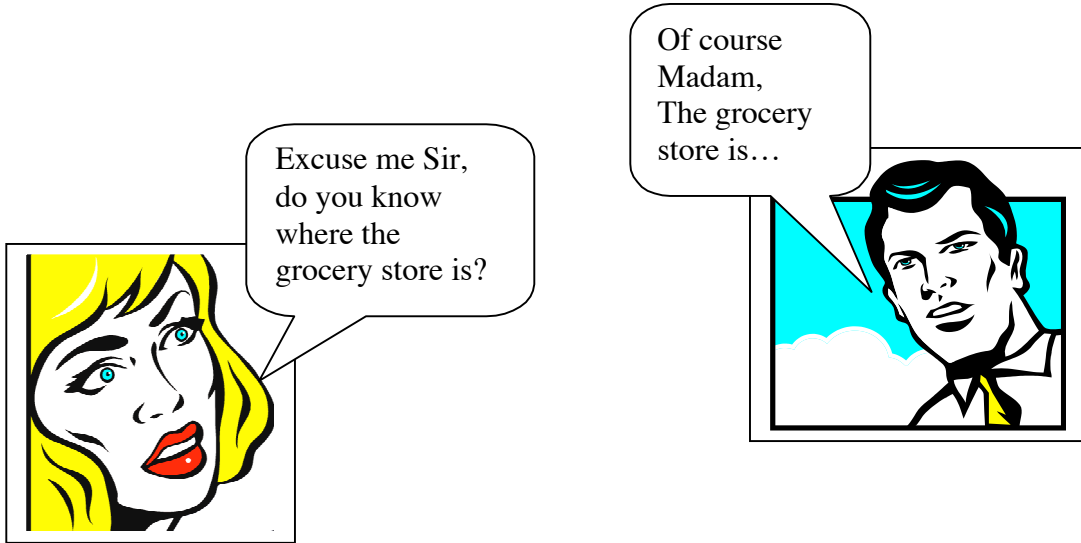 Excuse me Sir,
do you know
where the
grocery store is?
Of course
Madam,
The grocery
store is…